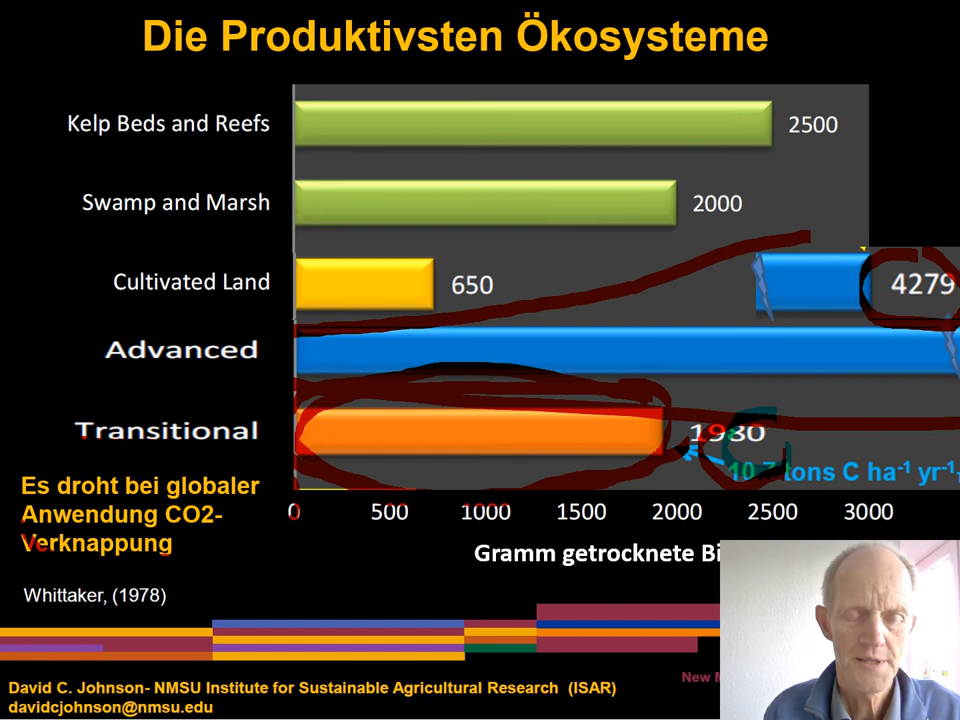 Die Produktivsten Ökosysteme
Kelp Beds and Reefs
2500
Swamp and Marsh
2000
Cultivated Land
650
4279
Advanced
Transitional
1980
tons C ha-1 yr-1
Es droht bei globaler
Anwendung CO2-
Verknappung
0 500 1000 1500 2000 2500 3000
Gramm getrocknete
Whittaker, (1978)
New
David C. Johnson- NMSU Institute for Sustainable Agricultural Research (ISAR)
davidcjohnson@nmsu.edu